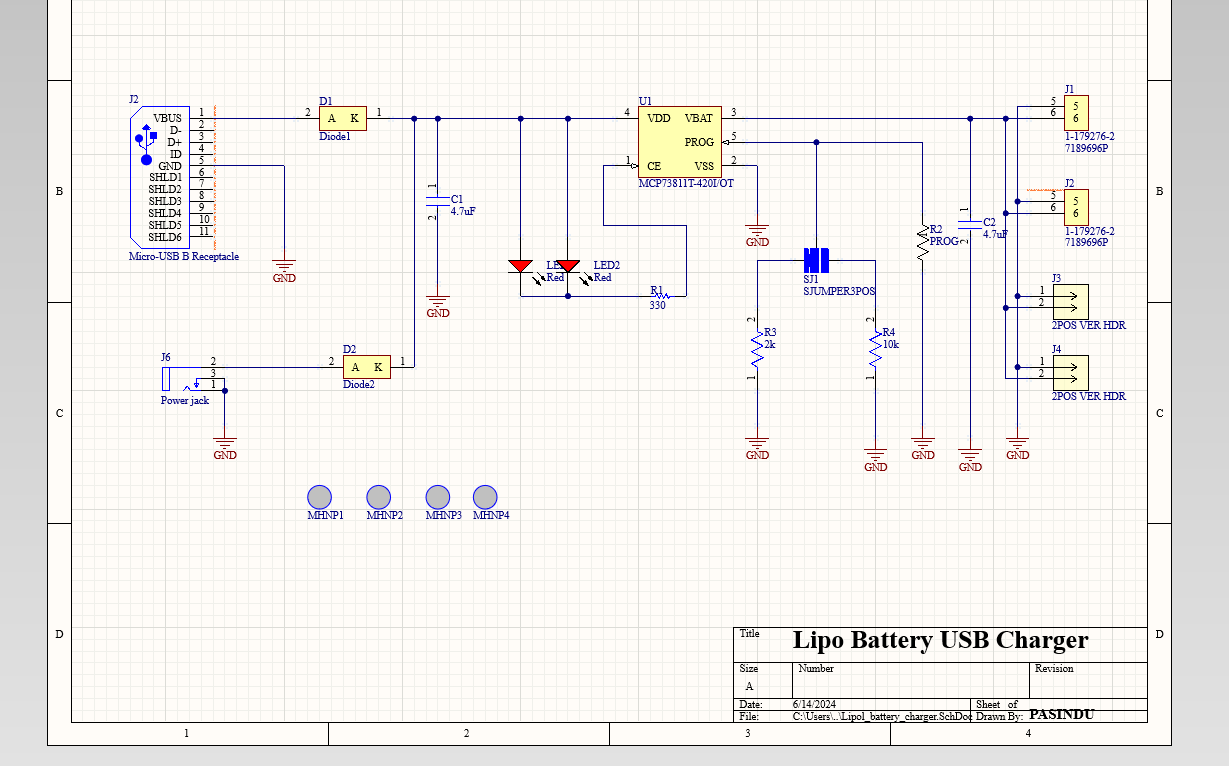 J2
VBUS 1
D- 2
D+ 3
ID 4
GND 5
SHLD1 6
SHLD2 7
SHLD3 8
SHLD4 9
SHLD5 10
SHLD6 11
Micro-USB B Receptacle
GND
D1
2 A K 1
Diode1
1
C1
4.7uF
2
GND
LED2
Red
Red
U1
4 VDD VBAT 3
PROG 5
1 CE VSS 2
MCP73811T-420I/OT
GND
R1
330
SJ1
SJUMPER3POS
2
R3
2k
1
GND
2
R4
10k
1
GND
R2
PROG
GND
1
C2
4.7uF
2
GND
GND
J1
5 5
6 6
1-179276-2
7189696P
J2
5 5
6 6
1-179276-2
7189696P
J3
1
2
2POS VER HDR
J4
1
2
2POS VER HDR
J6
2
3
1
Power jack
GND
D2
2 A K 1
Diode2
MHNP1 MHNP2 MHNP3 MHNP4
B B
C C
D D
Title Lipo Battery USB Charger
Size Number Revision
A
Date: 6/14/2024 Sheet of
File: C:\Users\..\Lipol_battery_charger.SchDoc Drawn By: PASINDU
1 2 3 4